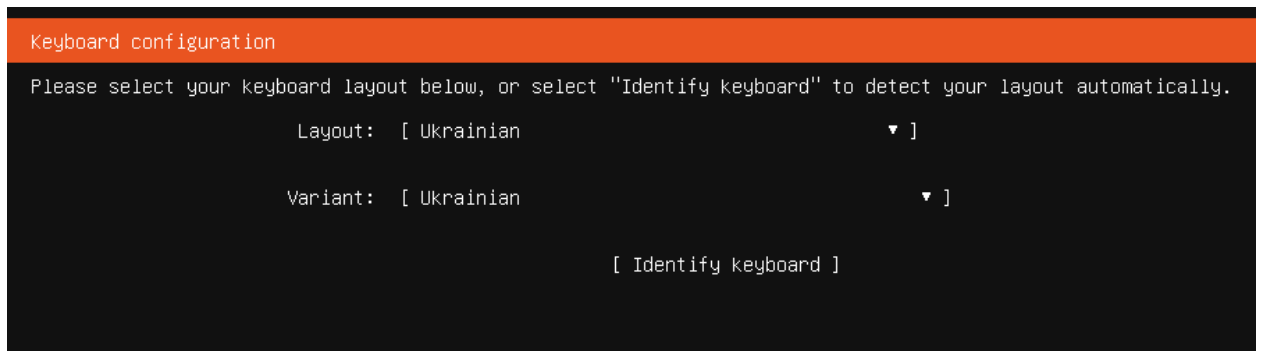 Keyboard configuration
Please select your keyboard layout below, or select "Identify keyboard" to detect your layout automatically.
Layout: [ Ukrainian ▾ ]
Variant: [ Ukrainian ▾ ]
[ Identify keyboard ]